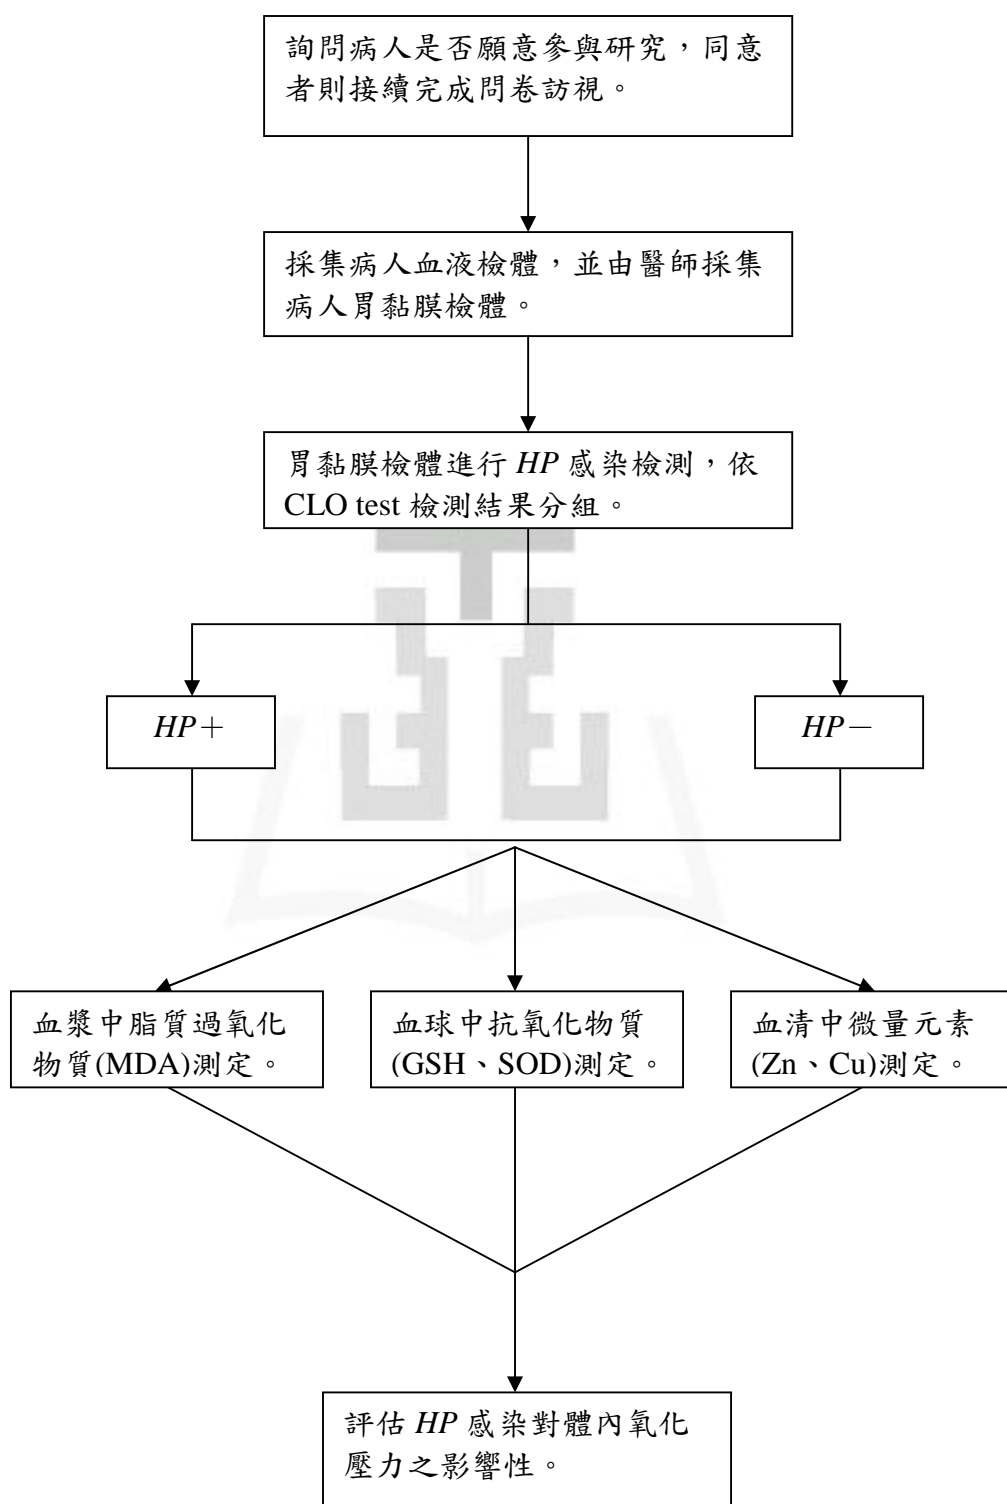 詢問病人是否願意參與研究，同意
者則接續完成問卷訪視。
採集病人血液檢體，並由醫師採集
病人胃黏膜檢體。
胃黏膜檢體進行 HP 感染檢測，依
CLO test 檢測結果分組。
HP＋
HP－
血漿中脂質過氧化
物質(MDA)測定。
血球中抗氧化物質
(GSH、SOD)測定。
血清中微量元素
(Zn、Cu)測定。
評估 HP 感染對體內氧化
壓力之影響性。